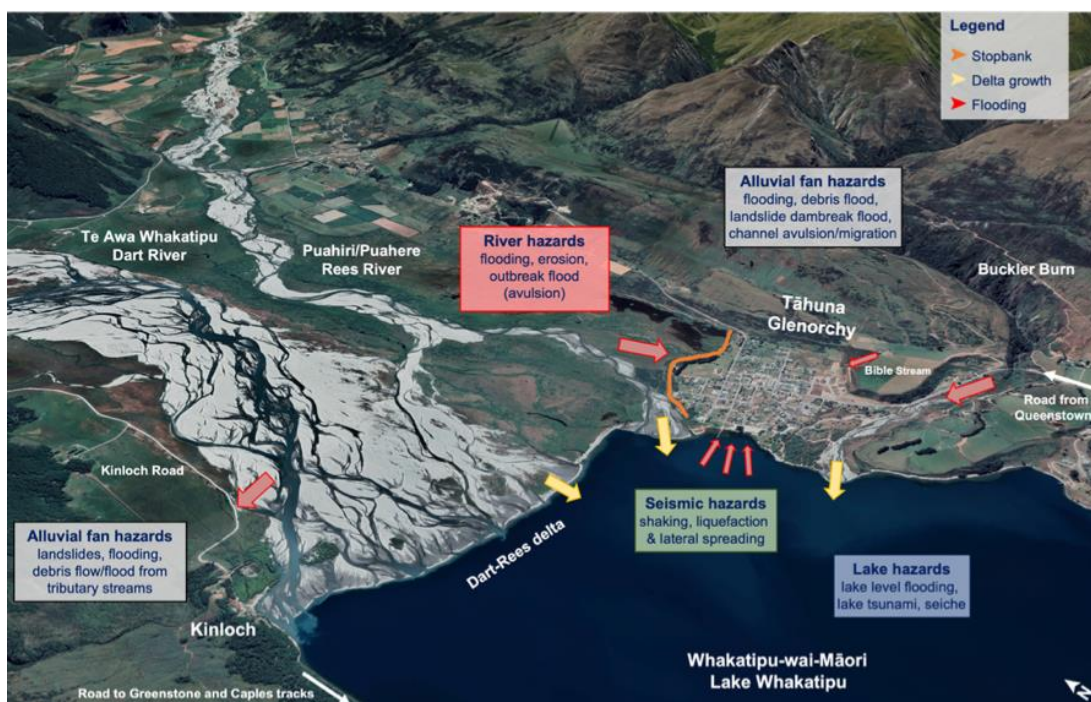 Legend
Stopbank
Delta growth
Flooding
Alluvial fan hazards
flooding, debris flood,
landslide dambreak flood,
channel avulsion/migration
Te Awa Whakatipu
Dart River
Puahiri/Puahere
Rees River
River hazards
flooding, erosion,
outbreak flood
(avulsion)
Buckler Burn
Tāhuna
Glenorchy
Bible Stream
Road from
Queenstown
Kinloch Road
Alluvial fan hazards
landslides, flooding,
debris flow/flood from
tributary streams
Dart-Rees delta
Seismic hazards
shaking, liquefaction
& lateral spreading
Lake hazards
lake level flooding,
lake tsunami, seiche
Kinloch
Whakatipu-wai-Māori
Lake Whakatipu
Road to Greenstone and Caples tracks
N